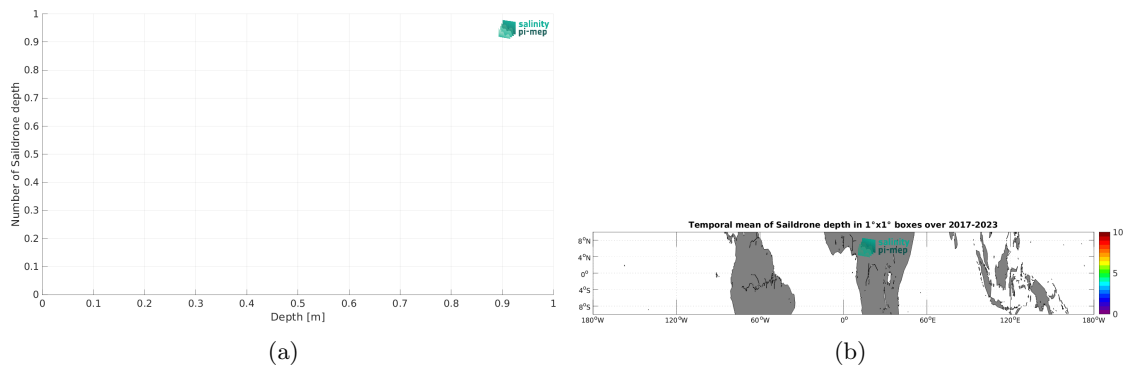 salinity
pi-mep
1
0.9
0.8
0.7
0.6
0.5
0.4
0.3
0.2
0.1
0
Number of Saildrone depth
0 0.1 0.2 0.3 0.4 0.5 0.6 0.7 0.8 0.9 1
Depth [m]
(a)
Temporal mean of Saildrone depth in 1°x1° boxes over 2017-2023
salinity
pi-mep
8°N
4°N
0°
4°S
8°S
180°W 60°W 0° 60°E 120°E 180°W
10
5
0
(b)